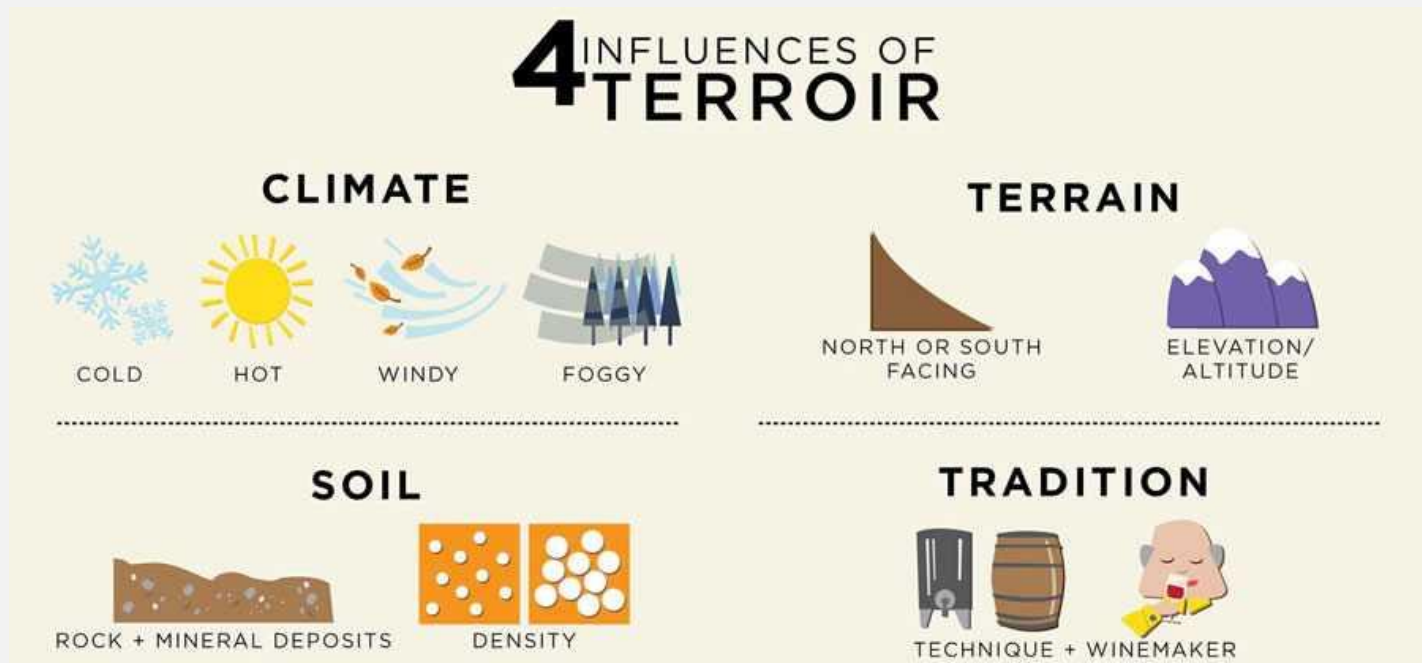 4 INFLUENCES OF
TERROIR
CLIMATE
COLD
HOT
WINDY
FOGGY
TERRAIN
NORTH OR SOUTH
FACING
ELEVATION/
ALTITUDE
SOIL
ROCK + MINERAL DEPOSITS
DENSITY
TRADITION
TECHNIQUE + WINEMAKER